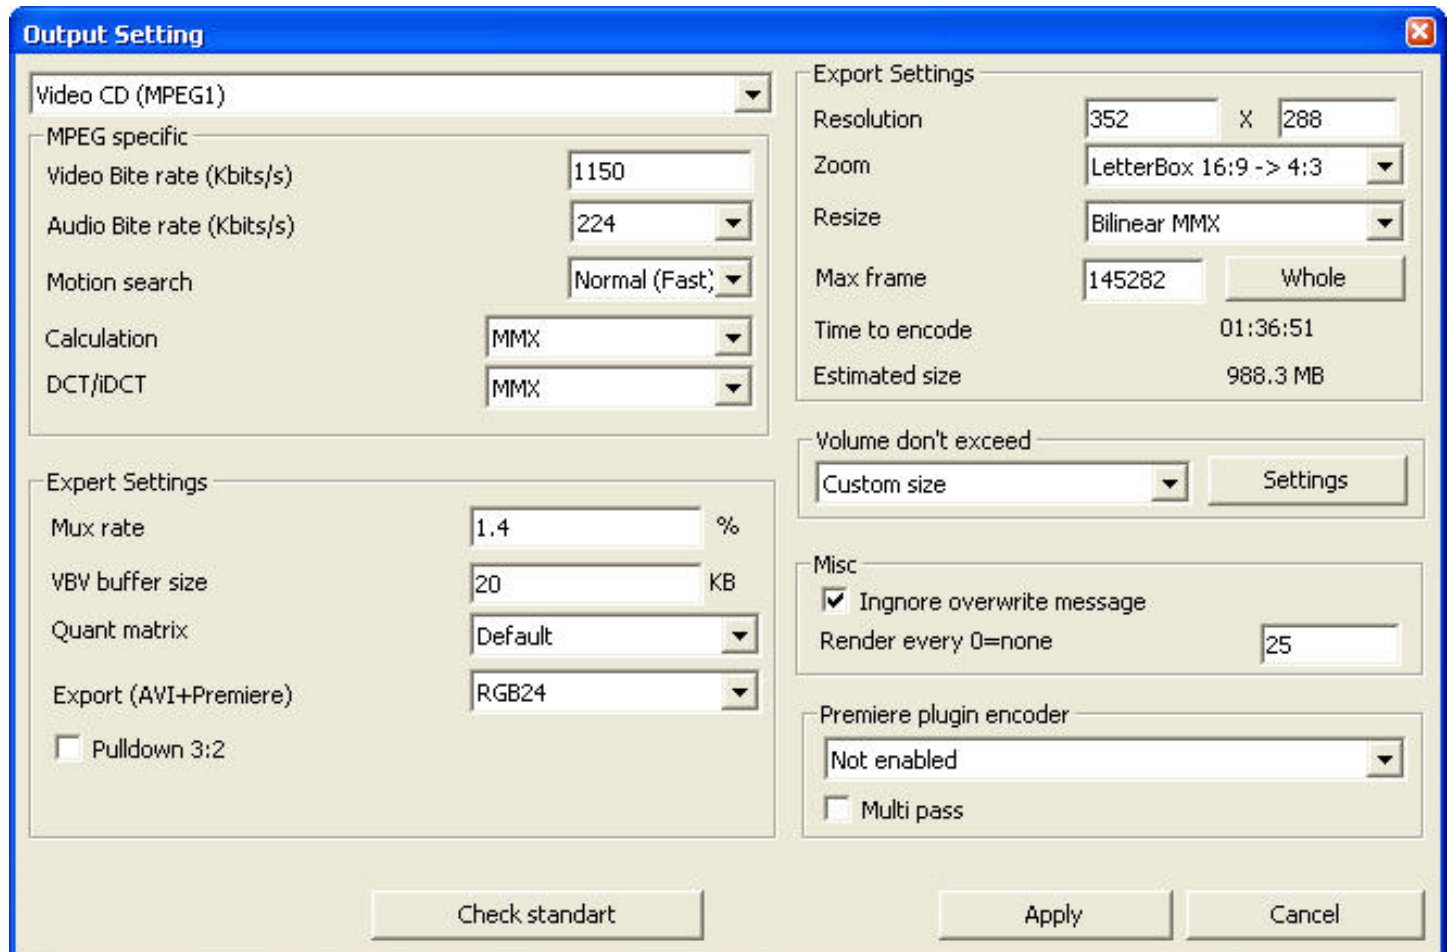 Output Setting
Video CD (MPEG1)
MPEG specific
Video Bite rate (Kbits/s) 1150
Audio Bite rate (Kbits/s) 224
Motion search Normal (Fast)
Calculation MMX
DCT/iDCT MMX
Expert Settings
Mux rate 1.4 %
VBV buffer size 20 KB
Quant matrix Default
Export (AVI+Premiere) RGB24
Pulldown 3:2
Export Settings
Resolution 352 X 288
Zoom LetterBox 16:9 -> 4:3
Resize Bilinear MMX
Max frame 145282 Whole
Time to encode 01:36:51
Estimated size 988.3 MB
Volume don't exceed
Custom size Settings
Misc
Ingnore overwrite message
Render every 0=none 25
Premiere plugin encoder
Not enabled
Multi pass
Check standart Apply Cancel